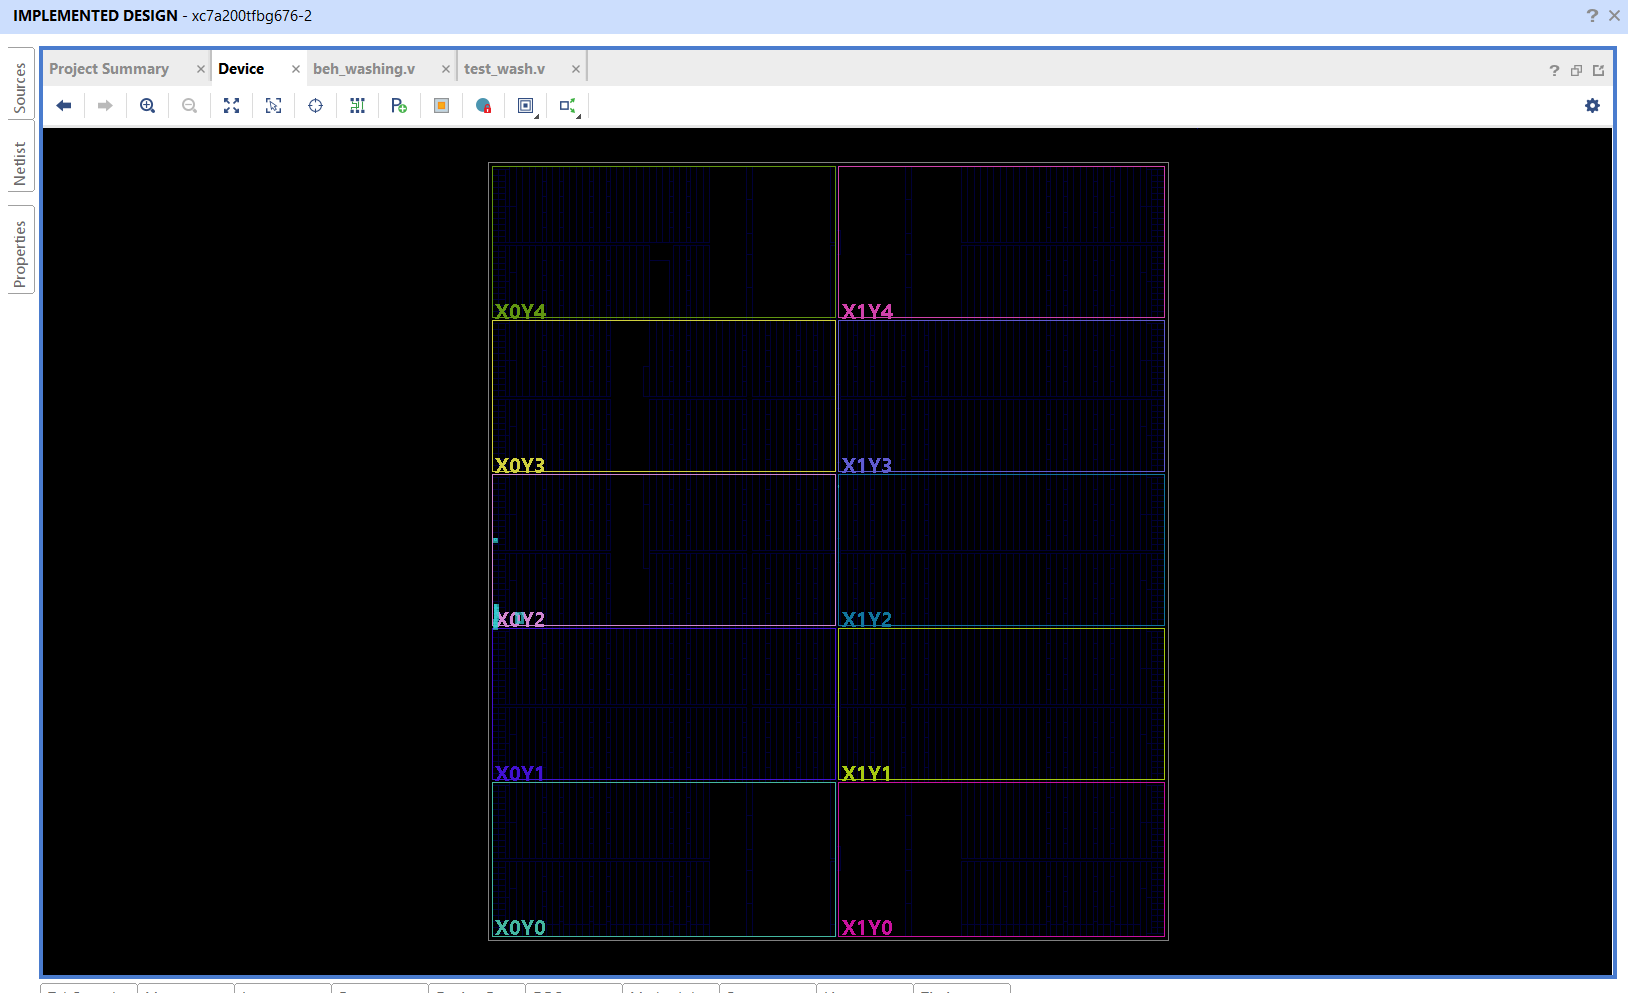 IMPLEMENTED DESIGN - xc7a200tfbg676-2
Sources
Netlist
Properties
Project Summary
Device
beh_washing.v
test_wash.v
X0Y4
X1Y4
X0Y3
X1Y3
X0Y2
X1Y2
X0Y1
X1Y1
X0Y0
X1Y0